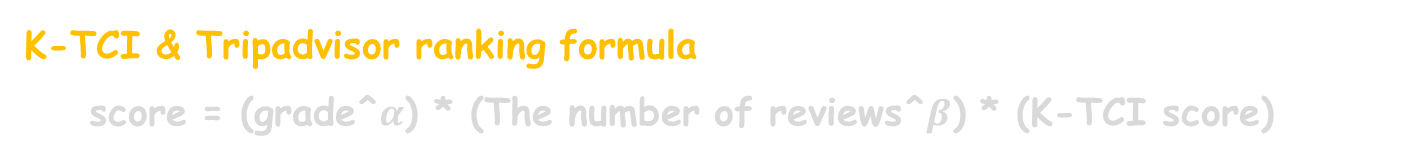 K-TCI & Tripadvisor ranking formula
score = (grade^α) * (The number of reviews^β) * (K-TCI score)